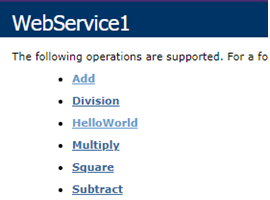 WebService1
The following operations are supported. For a fo
Add
Division
HelloWorld
Multiply
Square
Subtract